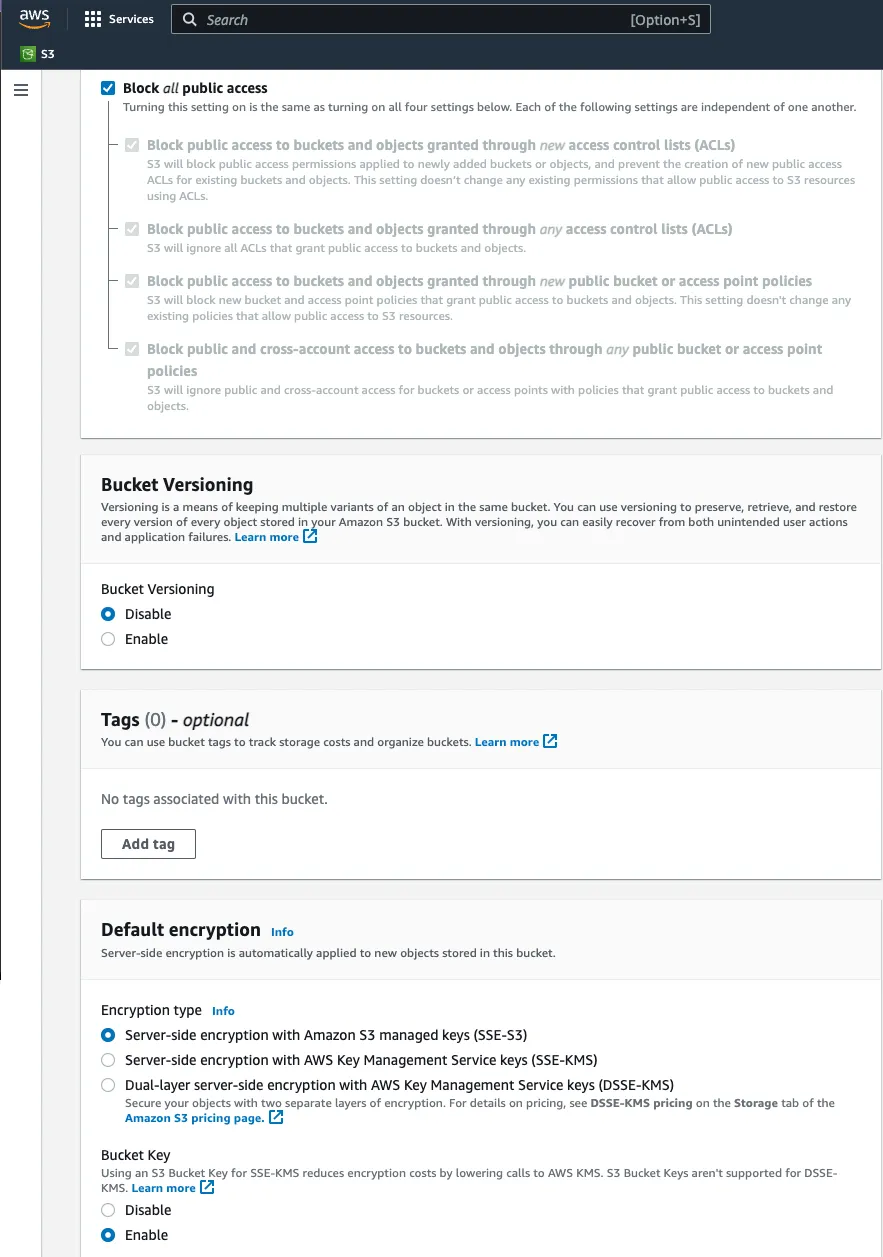 aws
Services
Search
[Option+S]
S3
Block all public access
Turning this setting on is the same as turning on all four settings below. Each of the following settings are independent of one another.
Block public access to buckets and objects granted through new access control lists (ACLs)
S3 will block public access permissions applied to newly added buckets or objects, and prevent the creation of new public access
ACLs for existing buckets and objects. This setting doesn't change any existing permissions that allow public access to S3 resources
using ACLs.
Block public access to buckets and objects granted through any access control lists (ACLs)
S3 will ignore all ACLs that grant public access to buckets and objects.
Block public access to buckets and objects granted through new public bucket or access point policies
S3 will block new bucket and access point policies that grant public access to buckets and objects. This setting doesn't change any
existing policies that allow public access to S3 resources.
Block public and cross-account access to buckets and objects through any public bucket or access point
policies
S3 will ignore public and cross-account access for buckets or access points with policies that grant public access to buckets and
objects.
Bucket Versioning
Versioning is a means of keeping multiple variants of an object in the same bucket. You can use versioning to preserve, retrieve, and restore
every version of every object stored in your Amazon S3 bucket. With versioning, you can easily recover from both unintended user actions
and application failures. Learn more
Bucket Versioning
Disable
Enable
Tags (0) - optional
You can use bucket tags to track storage costs and organize buckets. Learn more
No tags associated with this bucket.
Add tag
Default encryption Info
Server-side encryption is automatically applied to new objects stored in this bucket.
Encryption type Info
Server-side encryption with Amazon S3 managed keys (SSE-S3)
Server-side encryption with AWS Key Management Service keys (SSE-KMS)
Dual-layer server-side encryption with AWS Key Management Service keys (DSSE-KMS)
Secure your objects with two separate layers of encryption. For details on pricing, see DSSE-KMS pricing on the Storage tab of the
Amazon S3 pricing page.
Bucket Key
Using an S3 Bucket Key for SSE-KMS reduces encryption costs by lowering calls to AWS KMS. S3 Bucket Keys aren't supported for DSSE-
KMS. Learn more
Disable
Enable